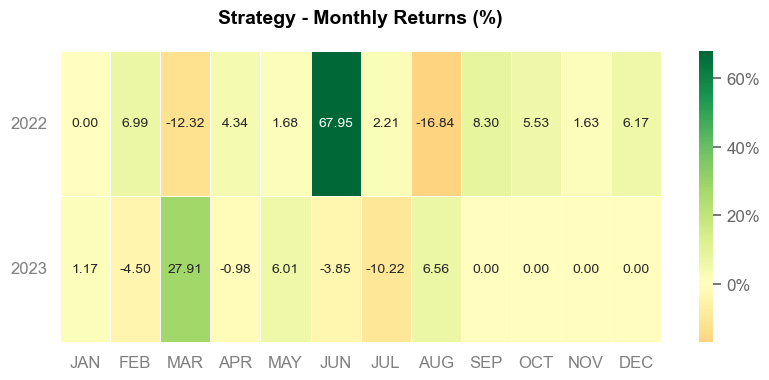 Strategy - Monthly Returns (%)
2022 0.00 6.99 -12.32 4.34 1.68 67.95 2.21 -16.84 8.30 5.53 1.63 6.17
2023 1.17 -4.50 27.91 -0.98 6.01 -3.85 -10.22 6.56 0.00 0.00 0.00 0.00
JAN FEB MAR APR MAY JUN JUL AUG SEP OCT NOV DEC
60%
40%
20%
0%